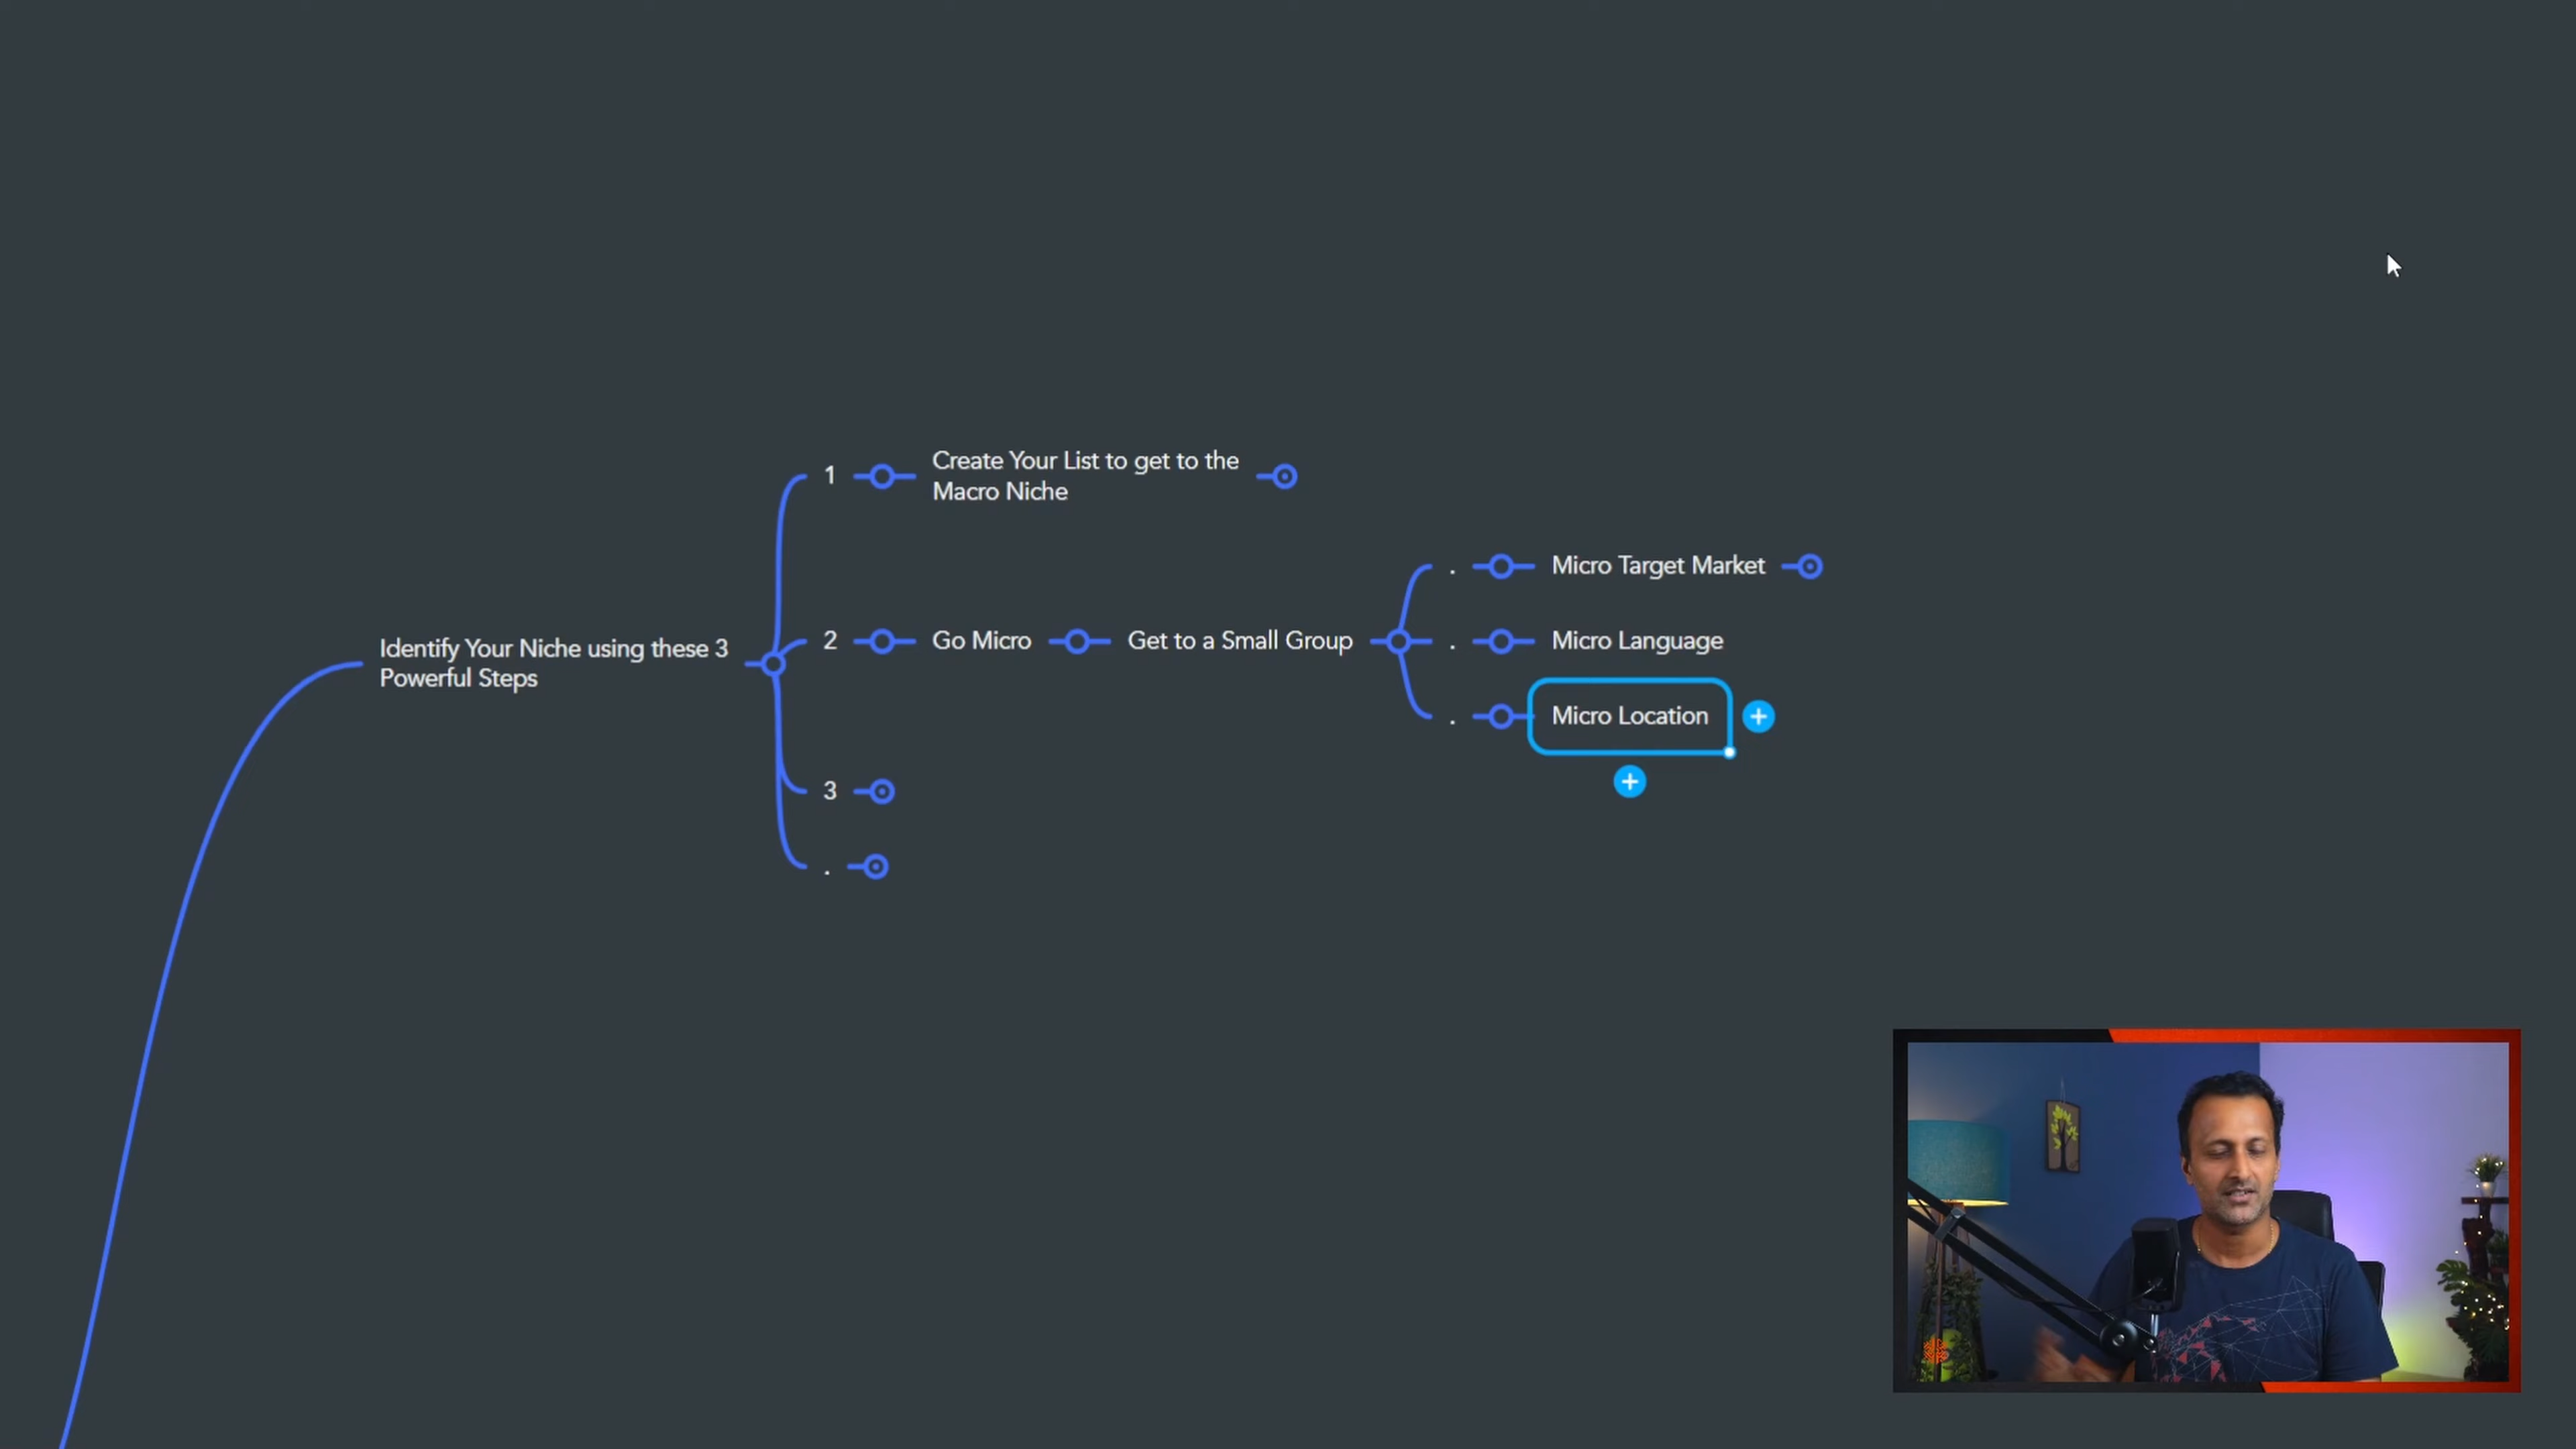 1
Create Your List to get to the
Macro Niche
. Micro Target Market
Identify Your Niche using these 3
Powerful Steps
2 Go Micro Get to a Small Group . Micro Language
. Micro Location
3
.